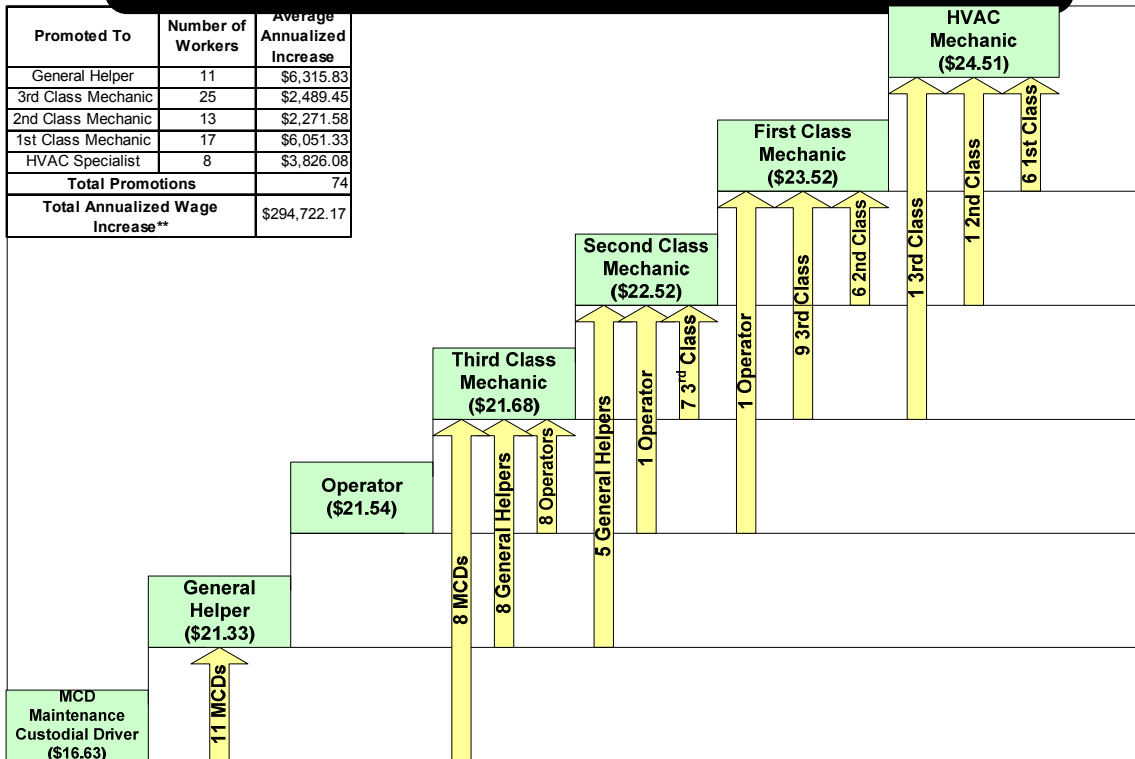 Promoted To
Number of
Workers
Average
Annualized
Increase
General Helper 11 $6,315.83
3rd Class Mechanic 25 $2,489.45
2nd Class Mechanic 13 $2,271.58
1st Class Mechanic 17 $6,051.33
HVAC Specialist 8 $3,826.08
Total Promotions 74
Total Annualized Wage
Increase**
$294,722.17
HVAC
Mechanic
($24.51)
First Class
Mechanic
($23.52)
Second Class
Mechanic
($22.52)
Third Class
Mechanic
($21.68)
Operator
($21.54)
General
Helper
($21.33)
MCD
Maintenance
Custodial Driver
($16.63)
11 MCDs
8 MCDs
8 General Helpers
8 Operators
5 General Helpers
1 Operator
7 3rd Class
1 Operator
9 3rd Class
6 2nd Class
1 3rd Class
1 2nd Class
6 1st Class